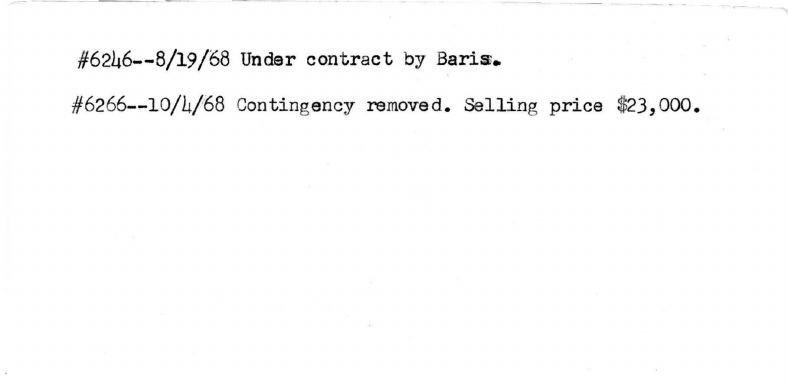 #6246--8/19/68 Under contract by Baris.
#6266--10/4/68 Contingency removed. Selling price $23,000.